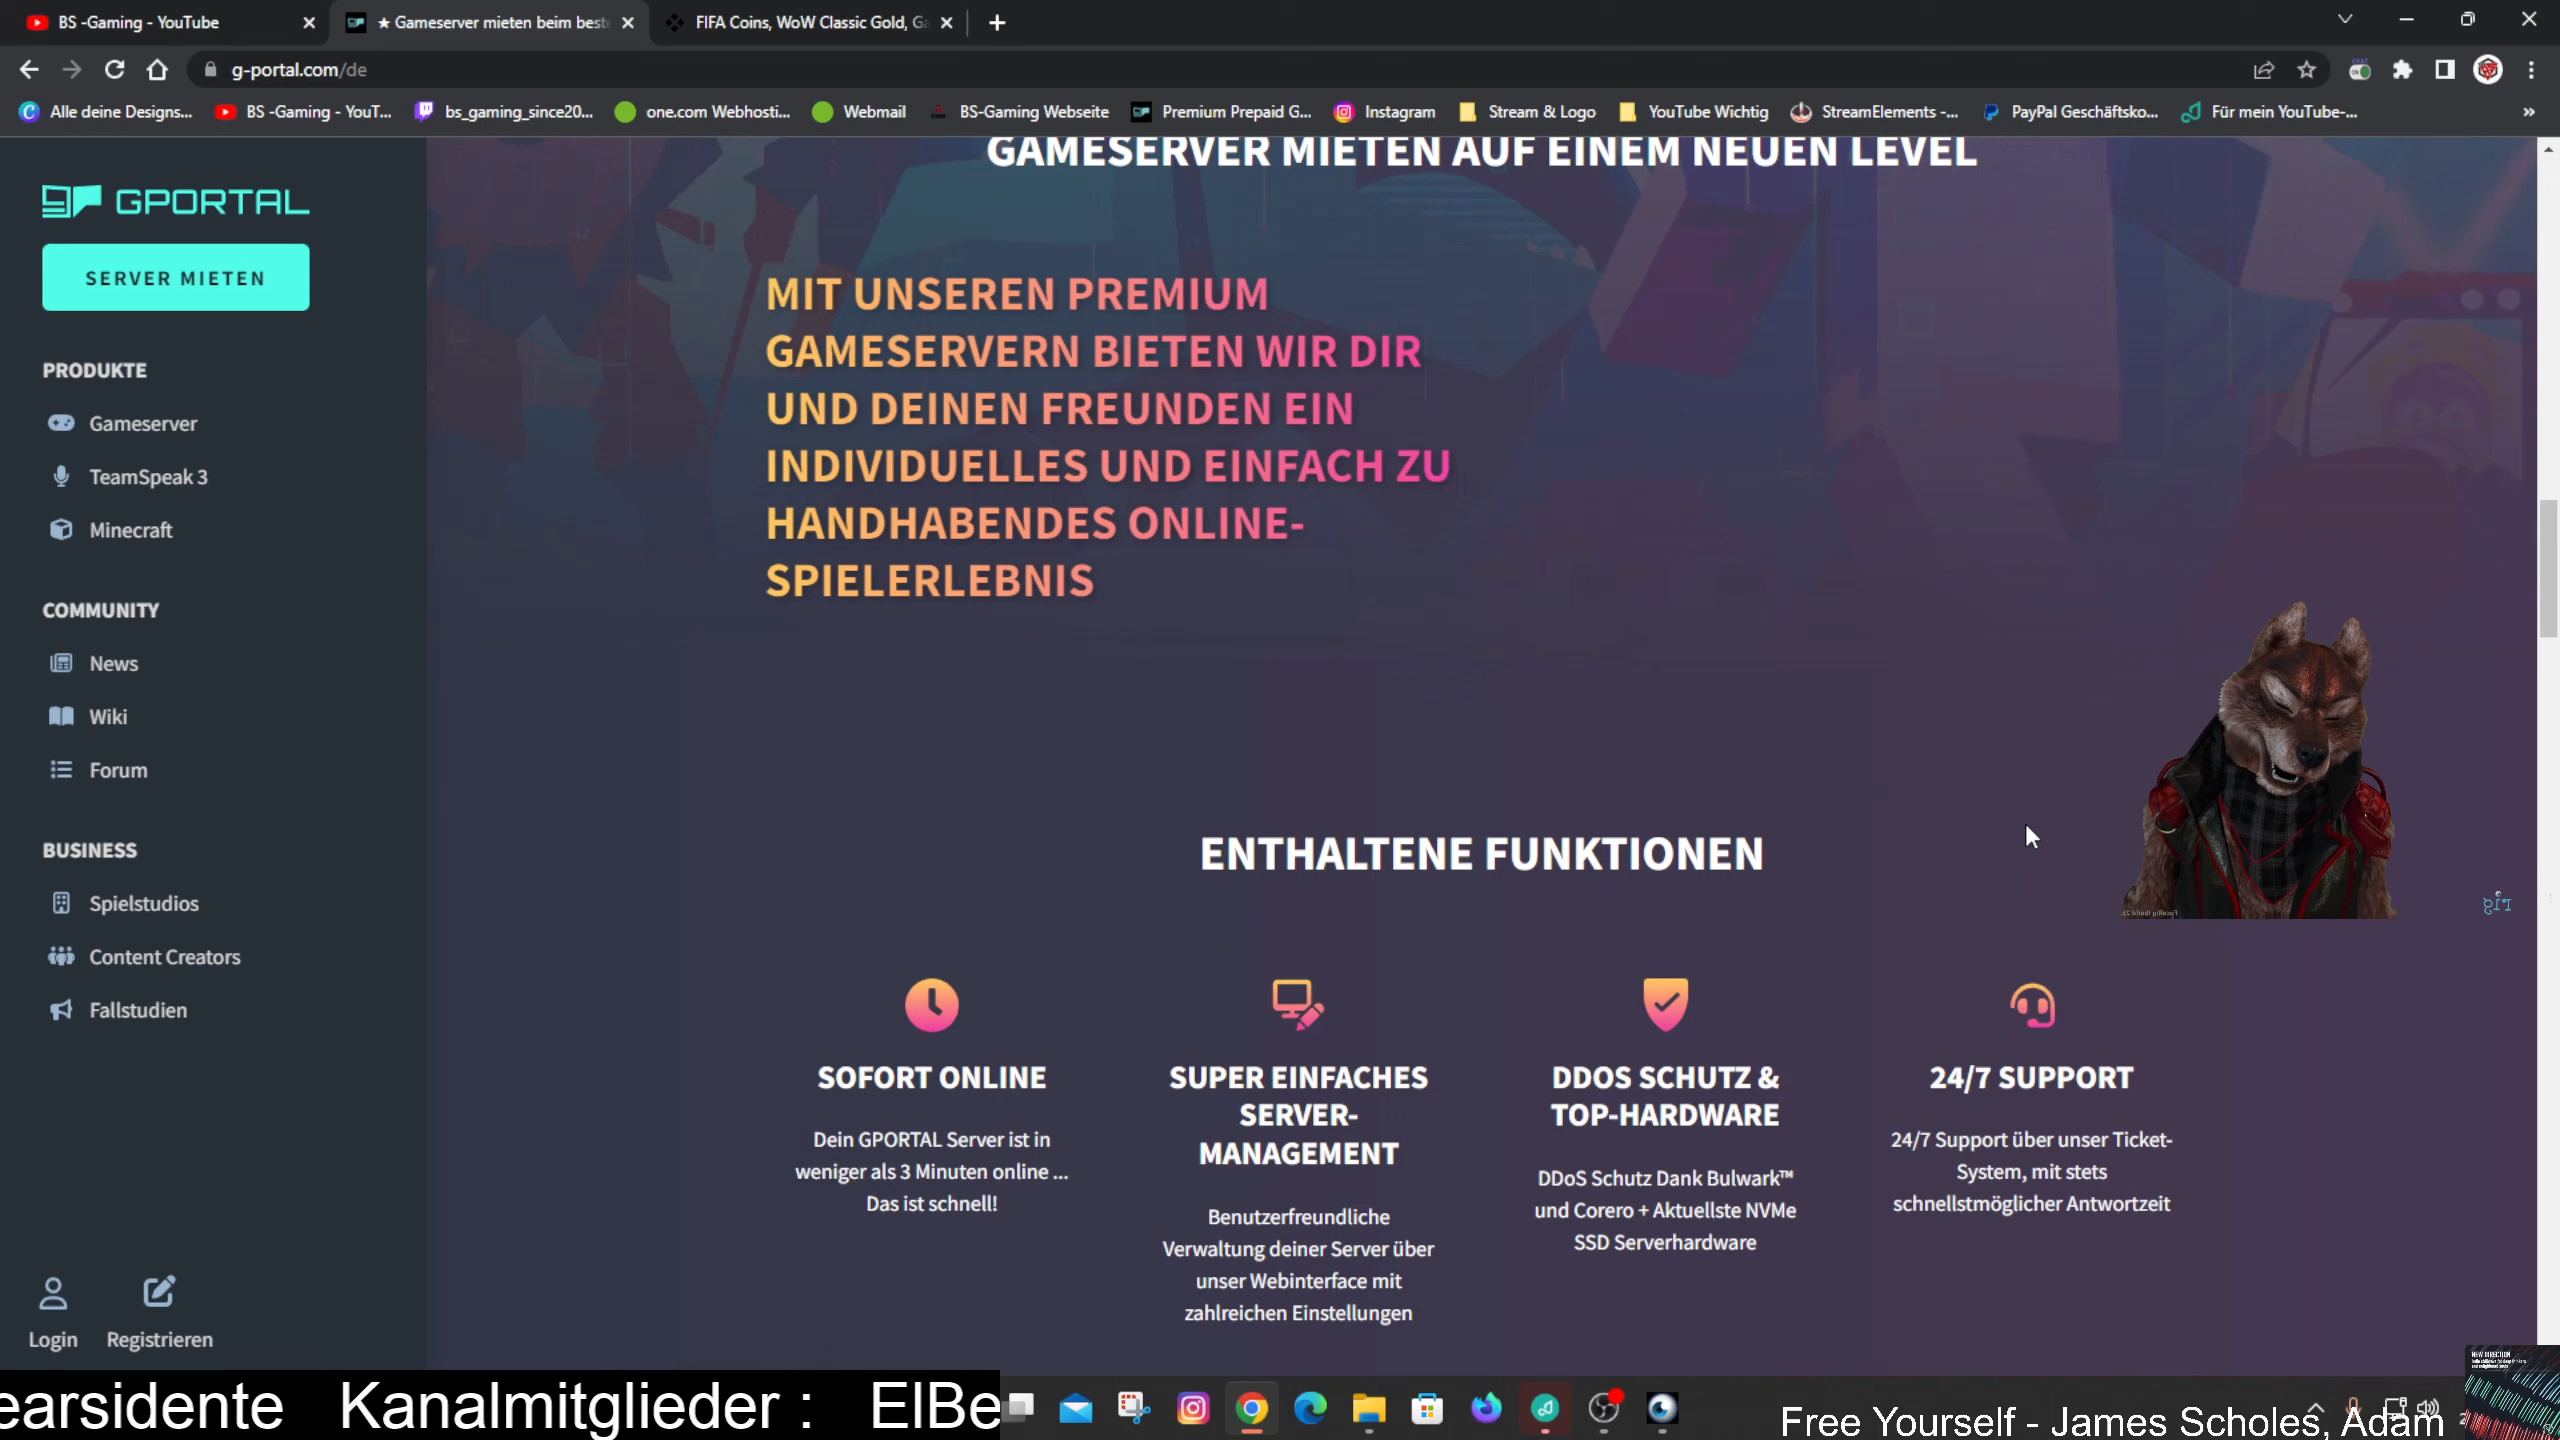 BS -Gaming - YouTube
★ Gameserver mieten beim best
FIFA Coins, WoW Classic Gold, Ga
g-portal.com/de
Alle deine Designs...
BS -Gaming - YouT...
bs_gaming_since20...
one.com Webhosti...
Webmail
BS-Gaming Webseite
Premium Prepaid G...
Instagram
Stream & Logo
YouTube Wichtig
StreamElements -...
PayPal Geschäftsko...
Für mein YouTube-...
»
GPORTAL
SERVER MIETEN
PRODUKTE
Gameserver
TeamSpeak 3
Minecraft
COMMUNITY
News
Wiki
Forum
BUSINESS
Spielstudios
Content Creators
Fallstudien
Login
Registrieren
GAMESERVER MIETEN AUF EINEM NEUEN LEVEL
MIT UNSEREN PREMIUM
GAMESERVERN BIETEN WIR DIR
UND DEINEN FREUNDEN EIN
INDIVIDUELLES UND EINFACH ZU
HANDHABENDES ONLINE-
SPIELERLEBNIS
ENTHALTENE FUNKTIONEN
SOFORT ONLINE
Dein GPORTAL Server ist in
weniger als 3 Minuten online ...
Das ist schnell!
SUPER EINFACHES
SERVER-
MANAGEMENT
Benutzerfreundliche
Verwaltung deiner Server über
unser Webinterface mit
zahlreichen Einstellungen
DDOS SCHUTZ &
TOP-HARDWARE
DDoS Schutz Dank Bulwark™
und Corero + Aktuellste NVMe
SSD Serverhardware
24/7 SUPPORT
24/7 Support über unser Ticket-
System, mit stets
schnellstmöglicher Antwortzeit
rig
earsidente Kanalmitglieder : ElBe
Free Yourself - James Scholes, Adam
NEW DIRECTION